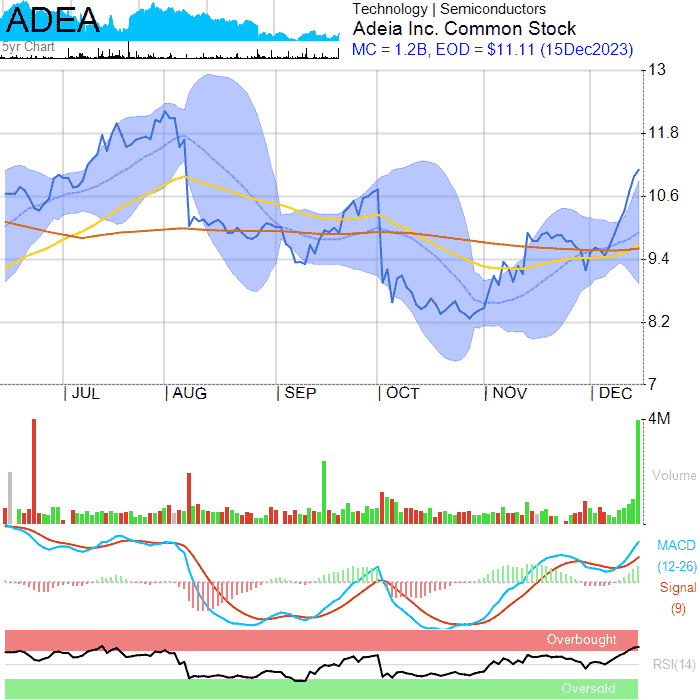 ADEA
5yr Chart
Technology | Semiconductors
Adeia Inc. Common Stock
MC = 1.2B, EOD = $11.11 (15Dec2023)
13
11.8
10.6
9.4
8.2
7
JUL AUG SEP OCT NOV DEC
4M
Volume
MACD
(12-26)
Signal
(9)
Overbought
RSI(14)
Oversold